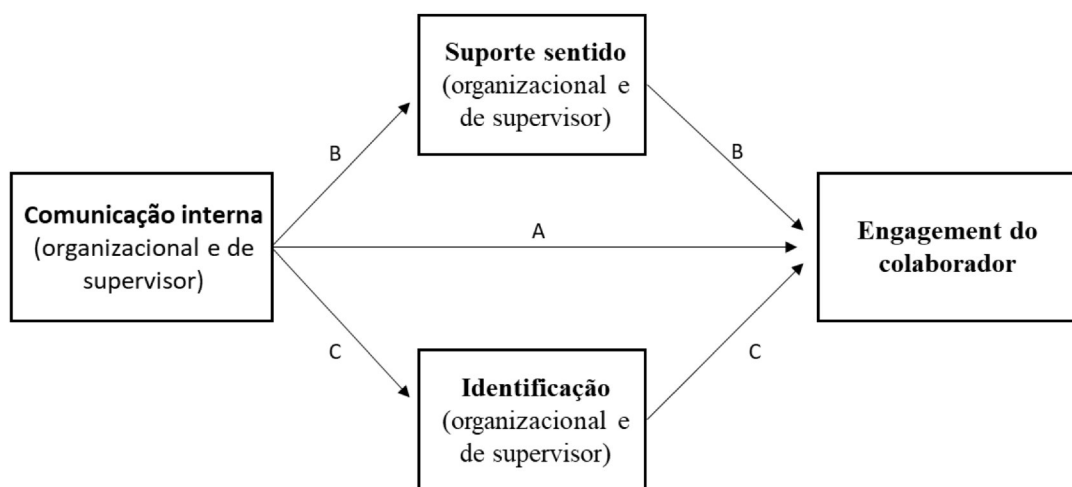 Suporte sentido
(organizacional e
de supervisor)
B
B
Comunicação interna
(organizacional e de
supervisor)
A
Engagement do
colaborador
C
C
Identificação
(organizacional e
de supervisor)